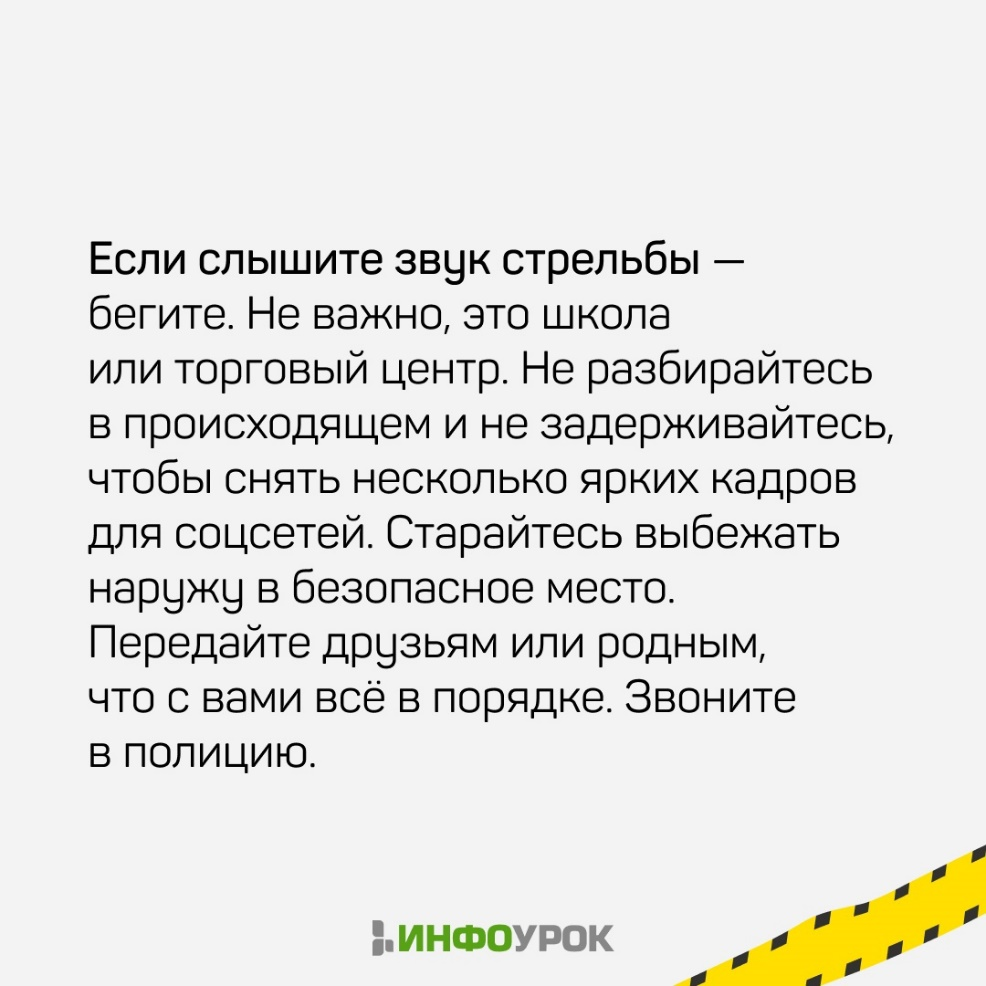 Если слышите звук стрельбы —
бегите. Не важно, это школа
или торговый центр. Не разбирайтесь
в происходящем и не задерживайтесь,
чтобы снять несколько ярких кадров
для соцсетей. Старайтесь выбежать
наружу в безопасное место.
Передайте друзьям или родным,
что с вами всё в порядке. Звоните
в полицию.
ИНФОУРОК